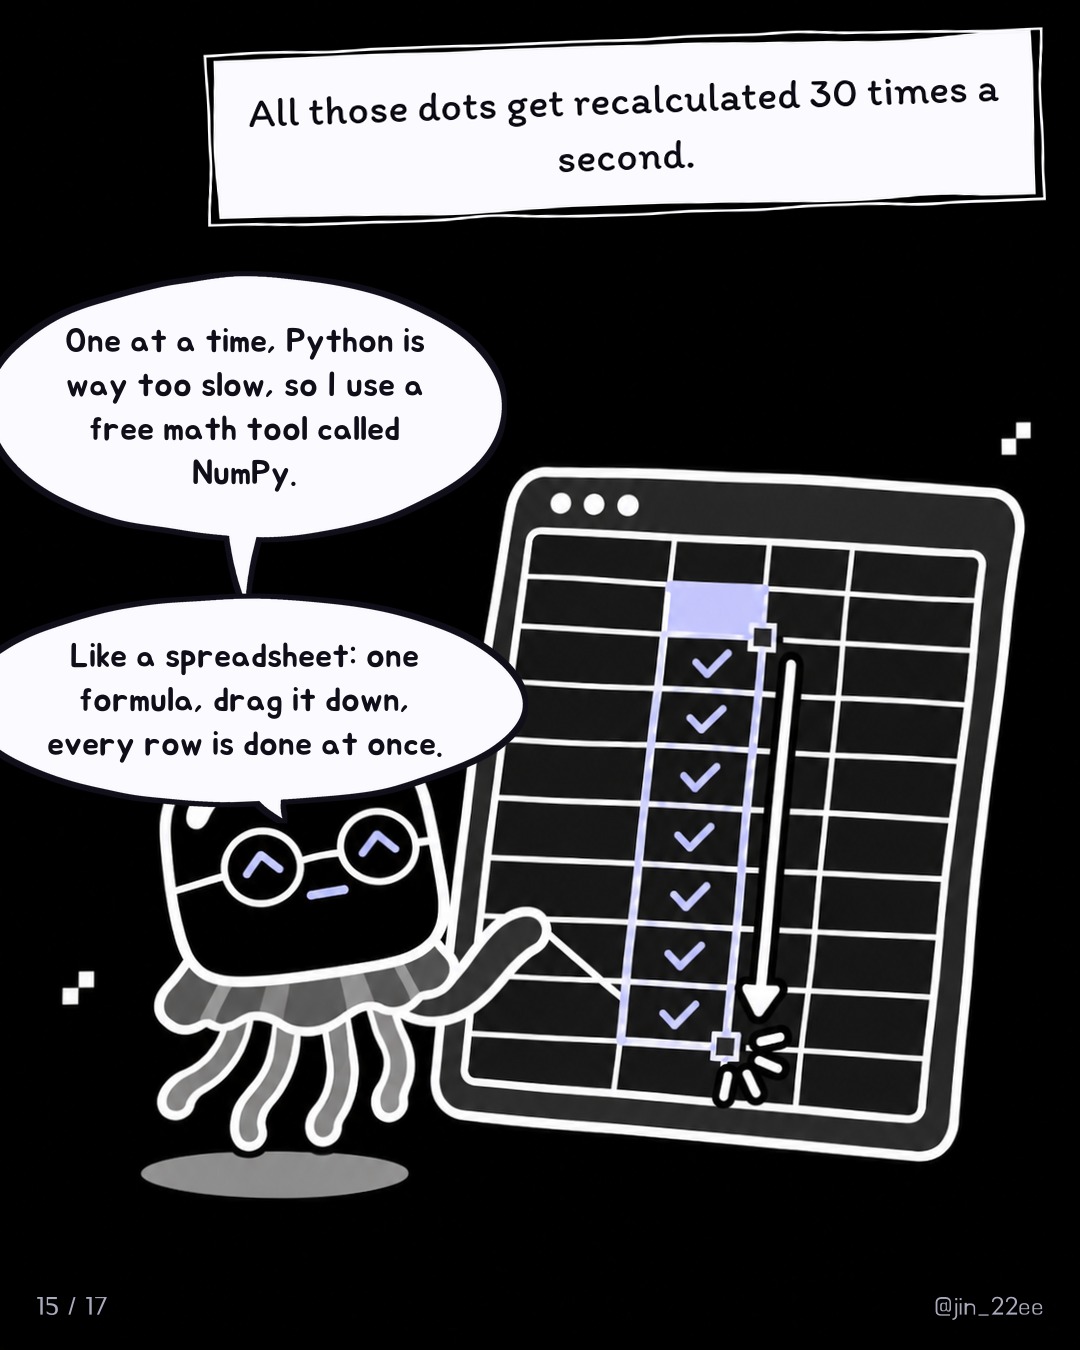 All those dots get recalculated 30 times a
second.
One at a time, Python is
way too slow, so I use a
free math tool called
NumPy.
Like a spreadsheet: one
formula, drag it down,
every row is done at once.
15 / 17
@jin_22ee